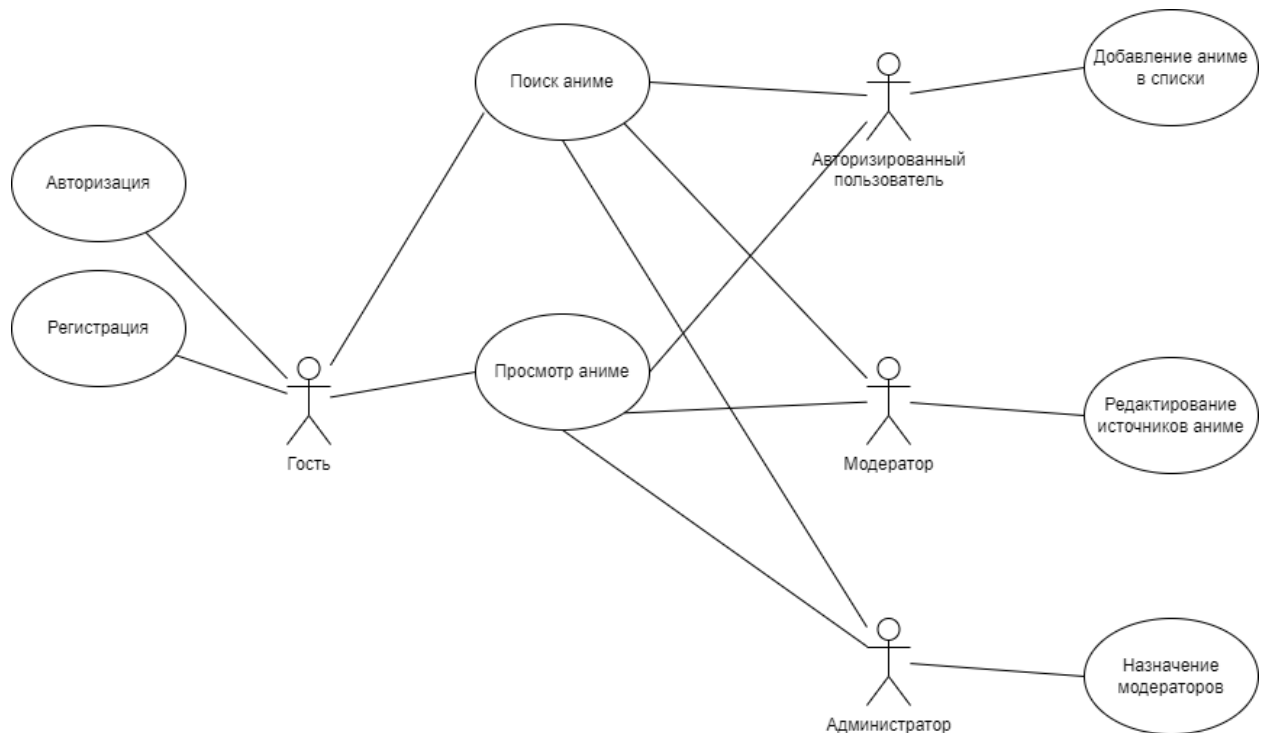 Добавление аниме
в списки
Поиск аниме
Авторизированный
пользователь
Авторизация
Регистрация
Просмотр аниме
Гость
Модератор
Редактирование
источников аниме
Назначение
модераторов
Администратор